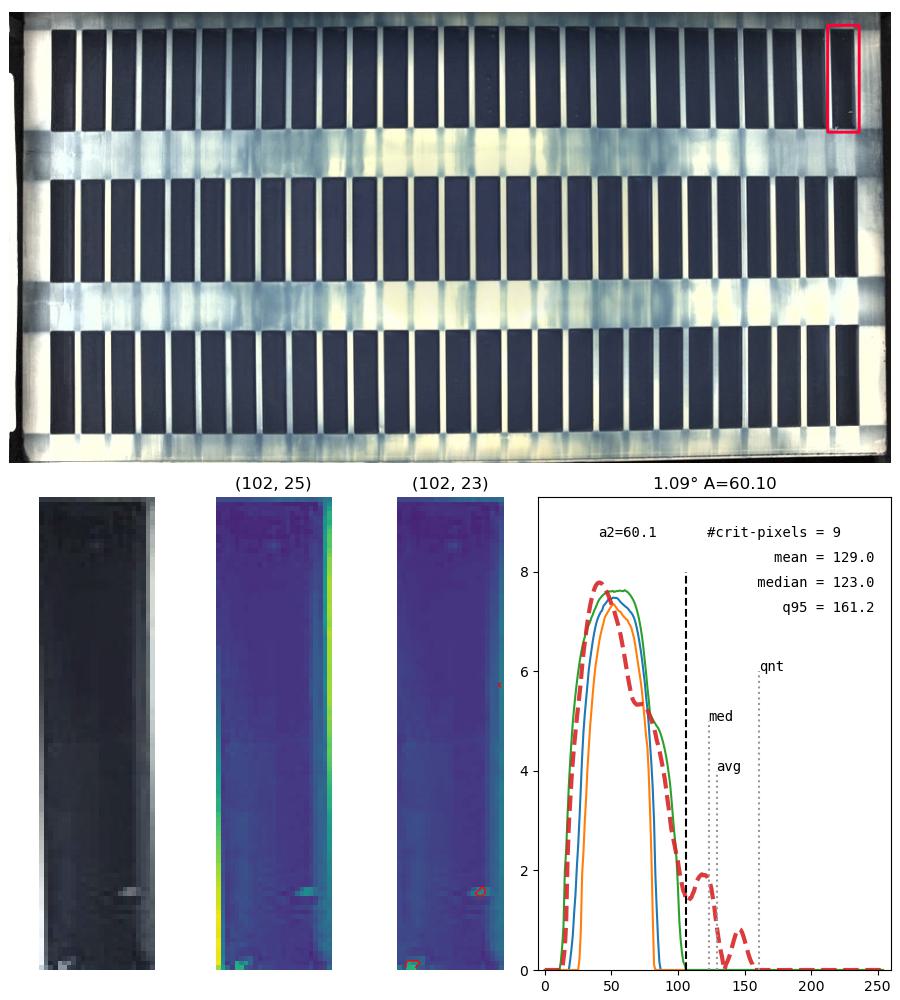 (102, 25)
(102, 23)
1.09° A=60.10
a2=60.1
#crit-pixels = 9
mean = 129.0
median = 123.0
q95 = 161.2
qnt
med
avg
8
6
4
2
0
0 50 100 150 200 250